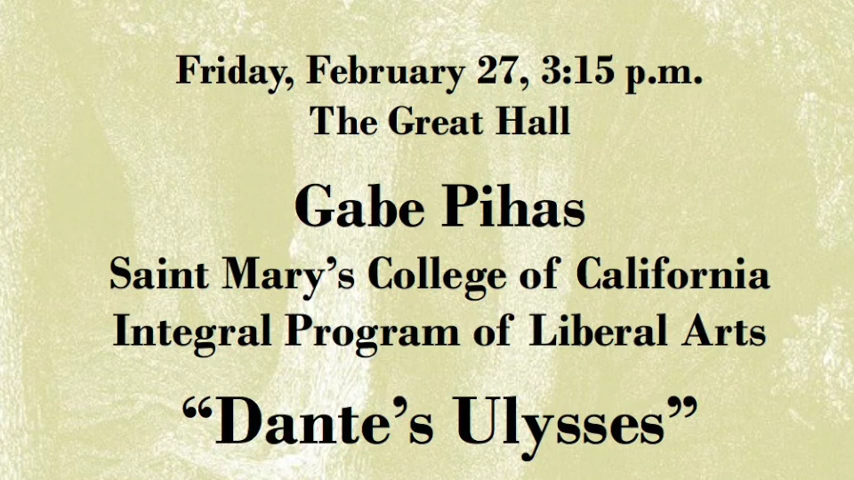 Friday, February 27, 3:15 p.m.
The Great Hall
Gabe Pihas
Saint Mary’s College of California
Integral Program of Liberal Arts
“Dante’s Ulysses”